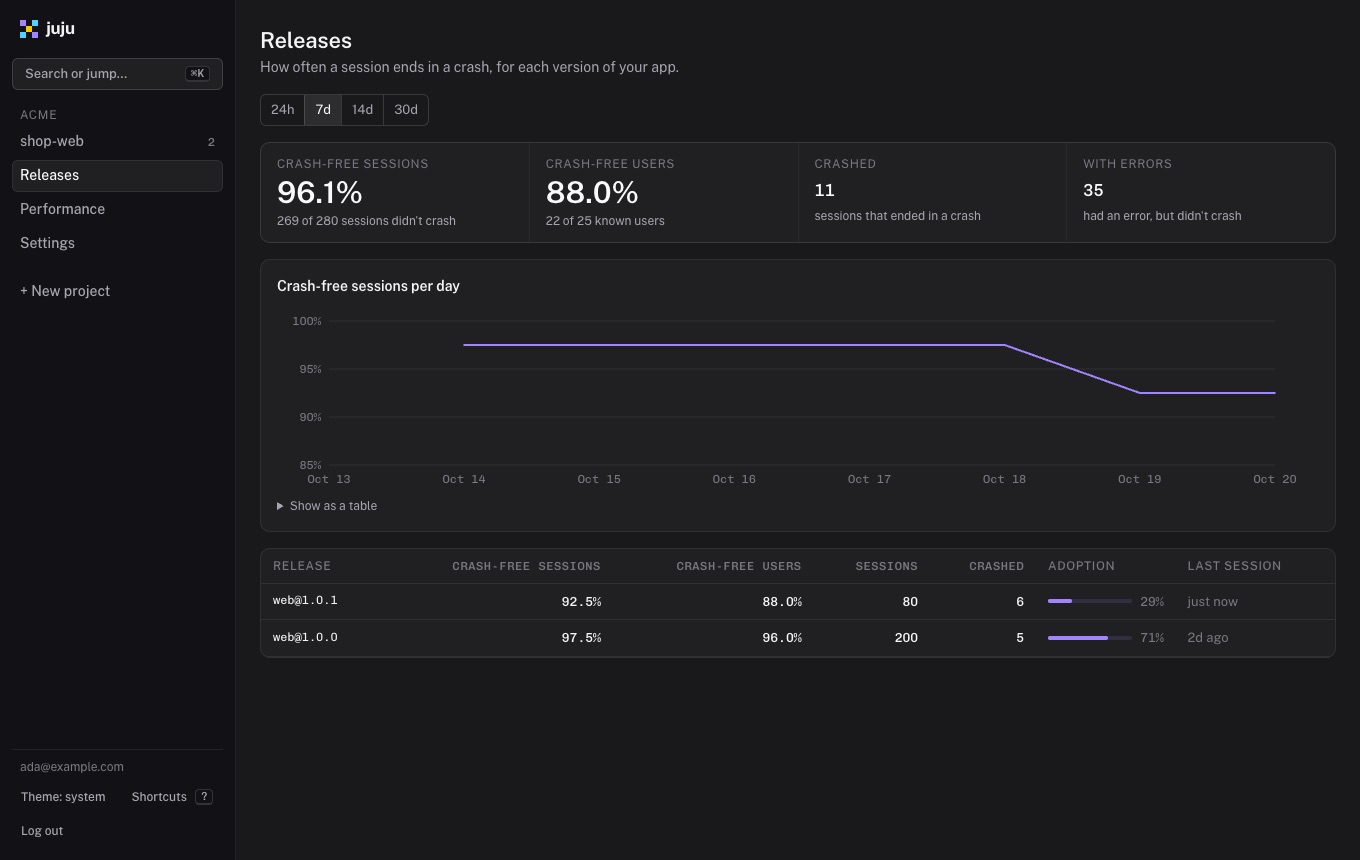 juju
Search or jump... ⌘K
ACME
shop-web 2
Releases
Performance
Settings
+ New project
ada@example.com
Theme: system Shortcuts ?
Log out
Releases
How often a session ends in a crash, for each version of your app.
24h 7d 14d 30d
CRASH-FREE SESSIONS
96.1%
269 of 280 sessions didn't crash
CRASH-FREE USERS
88.0%
22 of 25 known users
CRASHED
11
sessions that ended in a crash
WITH ERRORS
35
had an error, but didn't crash
Crash-free sessions per day
100%
95%
90%
85%
Oct 13 Oct 14 Oct 15 Oct 16 Oct 17 Oct 18 Oct 19 Oct 20
Show as a table
RELEASE CRASH-FREE SESSIONS CRASH-FREE USERS SESSIONS CRASHED ADOPTION LAST SESSION
web@1.0.1 92.5% 88.0% 80 6 29% just now
web@1.0.0 97.5% 96.0% 200 5 71% 2d ago